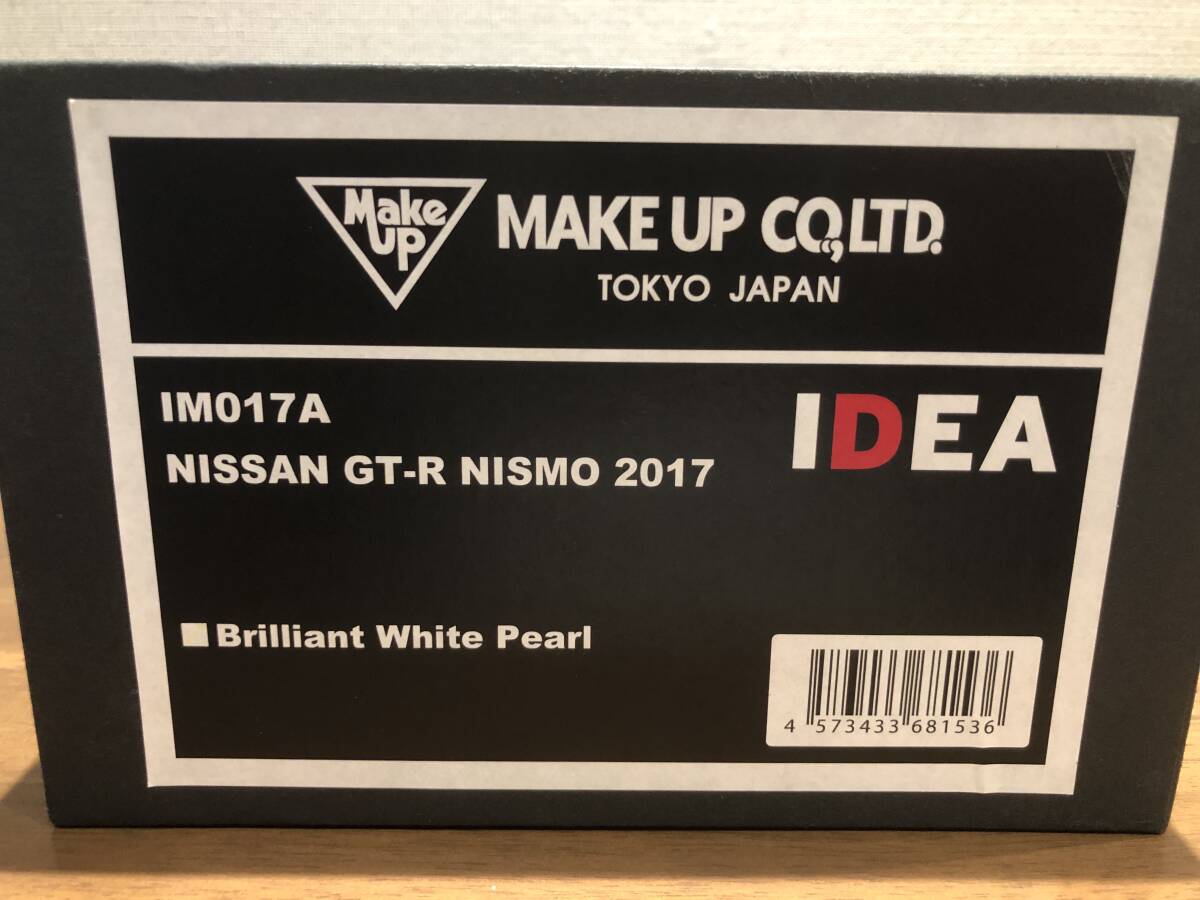 Make
UP
MAKE UP CO.,LTD.
TOKYO JAPAN
IM017A
IDEA
NISSAN GT-R NISMO 2017
Brilliant White Pearl
4 573433 681536